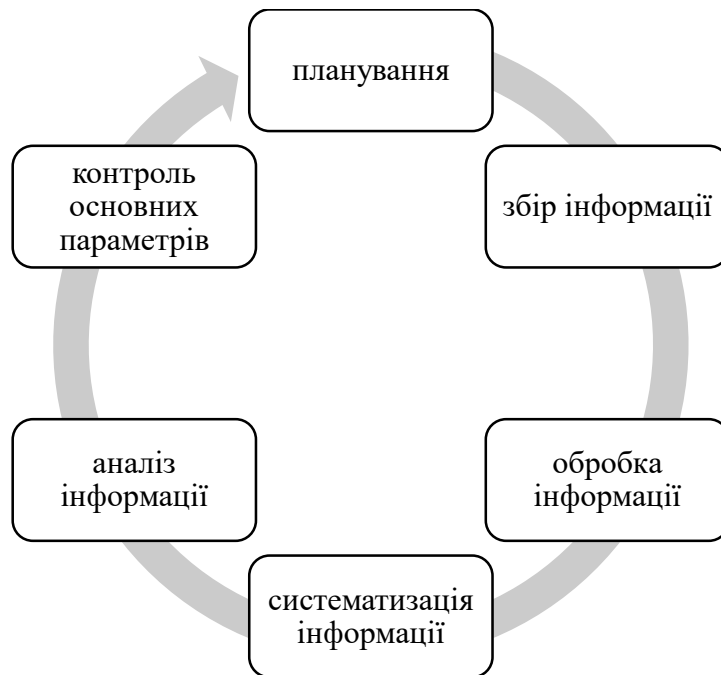 планування
збір інформації
обробка
інформації
систематизація
інформації
аналіз
інформації
контроль
основних
параметрів